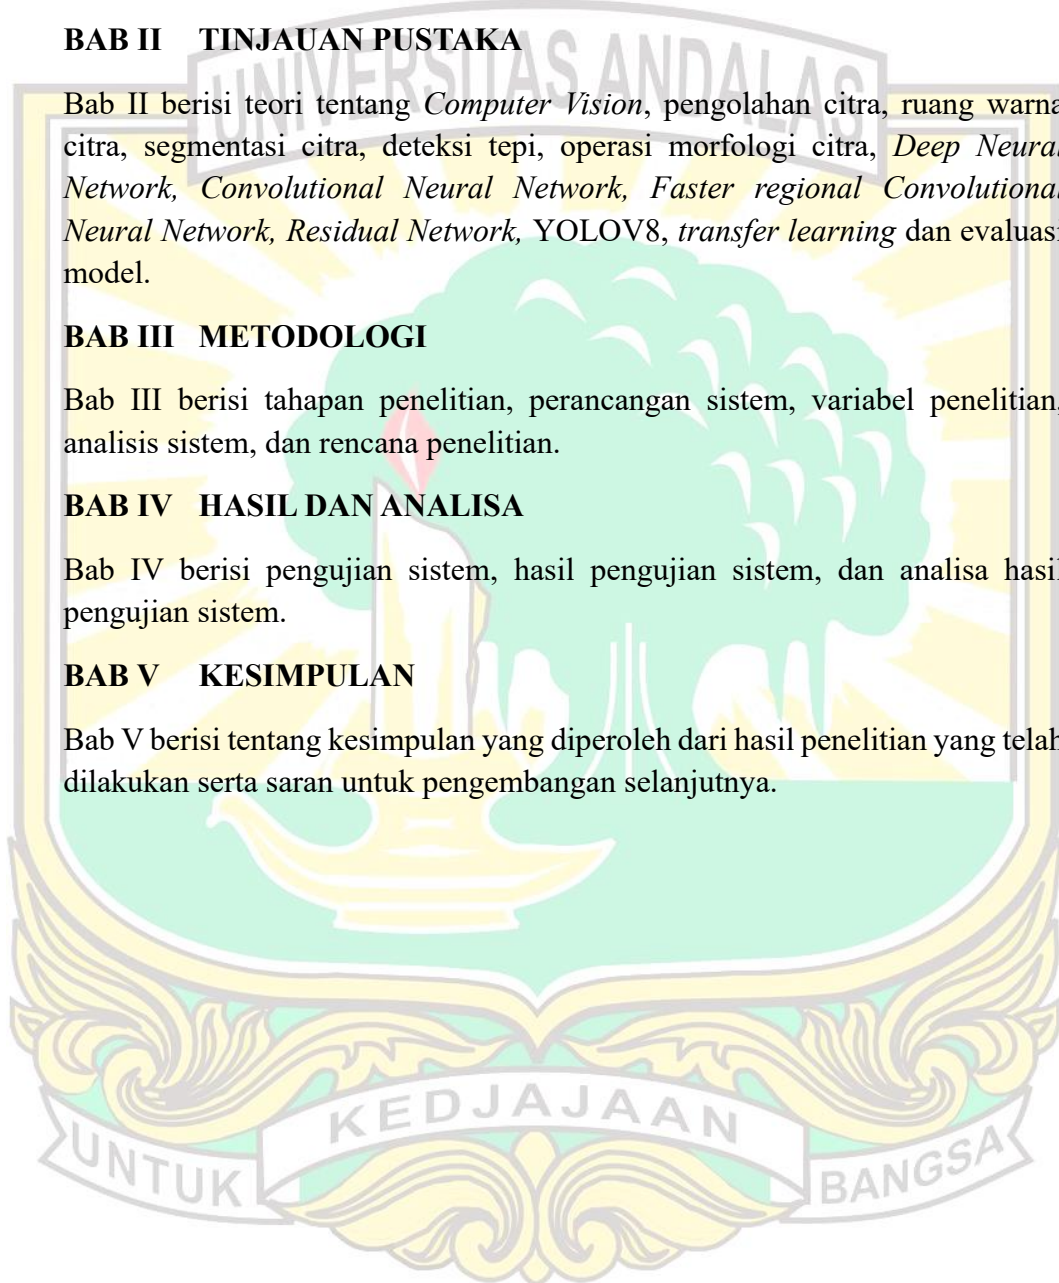 UNIVERSITAS ANDALAS
BAB II TINJAUAN PUSTAKA
Bab II berisi teori tentang Computer Vision, pengolahan citra, ruang warna
citra, segmentasi citra, deteksi tepi, operasi morfologi citra, Deep Neural
Network, Convolutional Neural Network, Faster regional Convolutional
Neural Network, Residual Network, YOLOV8, transfer learning dan evaluasi
model.
BAB III METODOLOGI
Bab III berisi tahapan penelitian, perancangan sistem, variabel penelitian,
analisis sistem, dan rencana penelitian.
BAB IV HASIL DAN ANALISA
Bab IV berisi pengujian sistem, hasil pengujian sistem, dan analisa hasil
pengujian sistem.
BAB V KESIMPULAN
Bab V berisi tentang kesimpulan yang diperoleh dari hasil penelitian yang telah
dilakukan serta saran untuk pengembangan selanjutnya.
UNTUK KEDJAJAAN BANGSA